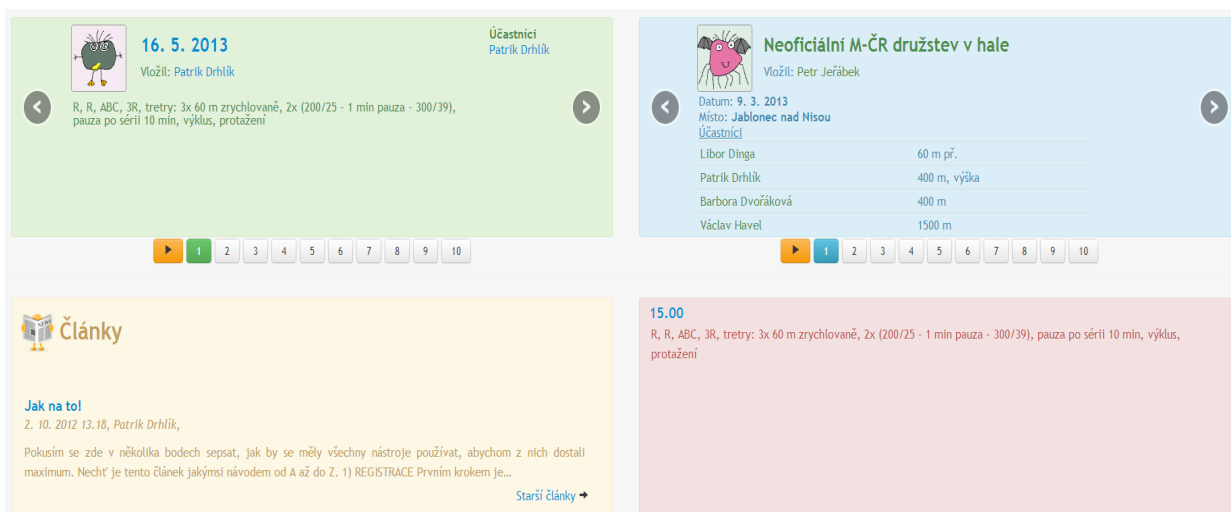 16. 5. 2013
Vložil: Patrik Drhlík
Účastníci
Patrik Drhlík
R, R, ABC, 3R, tretry: 3x 60 m zrychlovaně, 2x (200/25 - 1 min pauza - 300/39),
pauza po sérii 10 min, výklus, protažení
1 2 3 4 5 6 7 8 9 10
Neoficiální M-ČR družstev v hale
Vložil: Petr Jeřábek
Datum: 9. 3. 2013
Místo: Jablonec nad Nisou
Účastníci
Libor Dinga 60 m př.
Patrik Drhlík 400 m, výška
Barbora Dvořáková 400 m
Václav Havel 1500 m
1 2 3 4 5 6 7 8 9 10
NEWS
Články
Jak na to!
2. 10. 2012 13.18, Patrik Drhlík,
Pokusím se zde v několika bodech sepsat, jak by se měly všechny nástroje používat, abychom z nich dostali
maximum. Nechť je tento článek jakýmsi návodem od A až do Z. 1) REGISTRACE Prvním krokem je...
Starší články
15.00
R, R, ABC, 3R, tretry: 3x 60 m zrychlovaně, 2x (200/25 - 1 min pauza - 300/39), pauza po sérii 10 min, výklus,
protažení